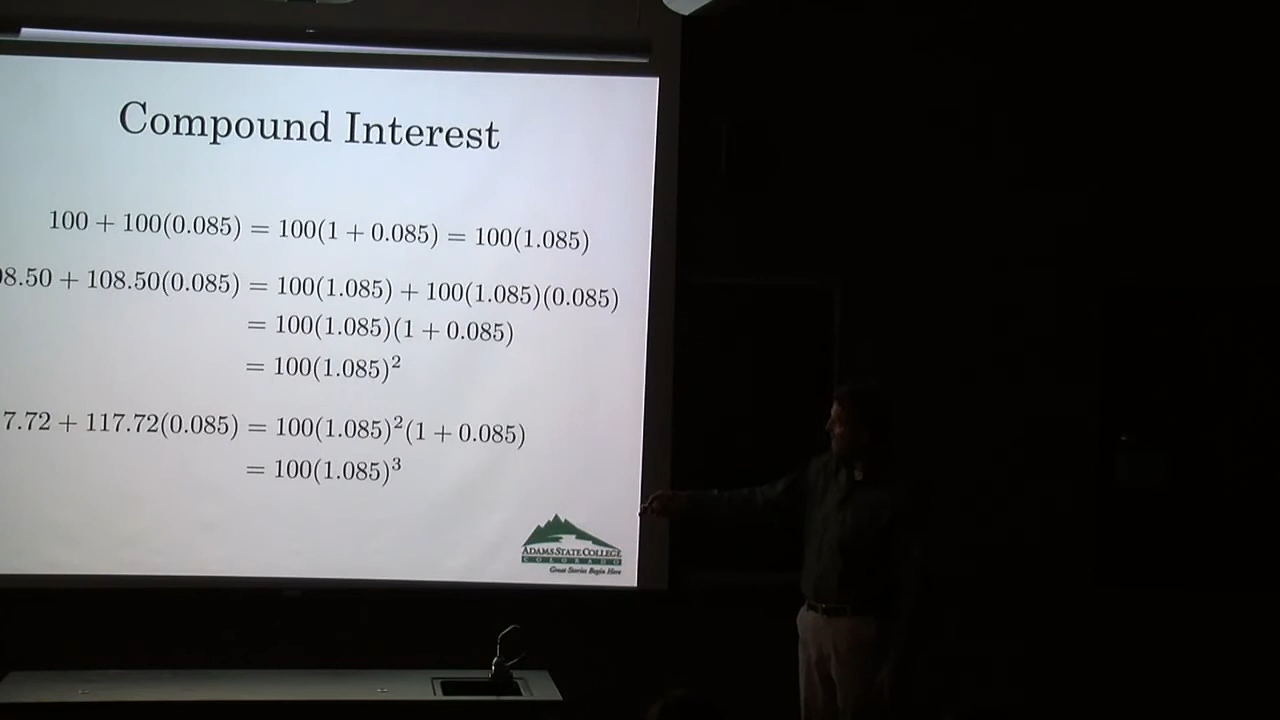 Compound Interest
100 + 100(0.085) = 100(1 + 0.085) = 100(1.085)
8.50 + 108.50(0.085) = 100(1.085) + 100(1.085)(0.085)
= 100(1.085)(1 + 0.085)
= 100(1.085)²
7.72 + 117.72(0.085) = 100(1.085)²(1 + 0.085)
= 100(1.085)³
ADAMS STATE COLLEGE
COLORADO
Great Stories Begin Here